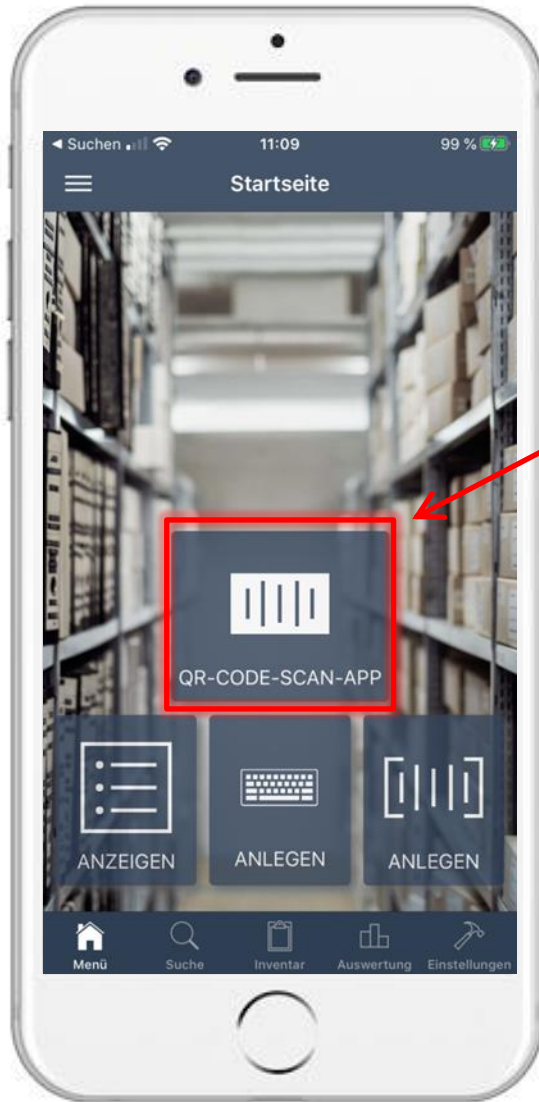 Suchen
11:09
99 %
Startseite
QR-CODE-SCAN-APP
ANZEIGEN
ANLEGEN
ANLEGEN
Menü
Suche
Inventar
Auswertung
Einstellungen